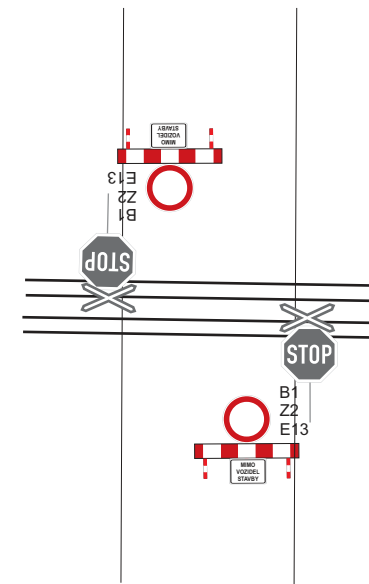 MIMO
VOZIDEL
STAVBY
E13
Z2
B1
STOP
STOP
B1
Z2
E13
MIMO
VOZIDEL
STAVBY